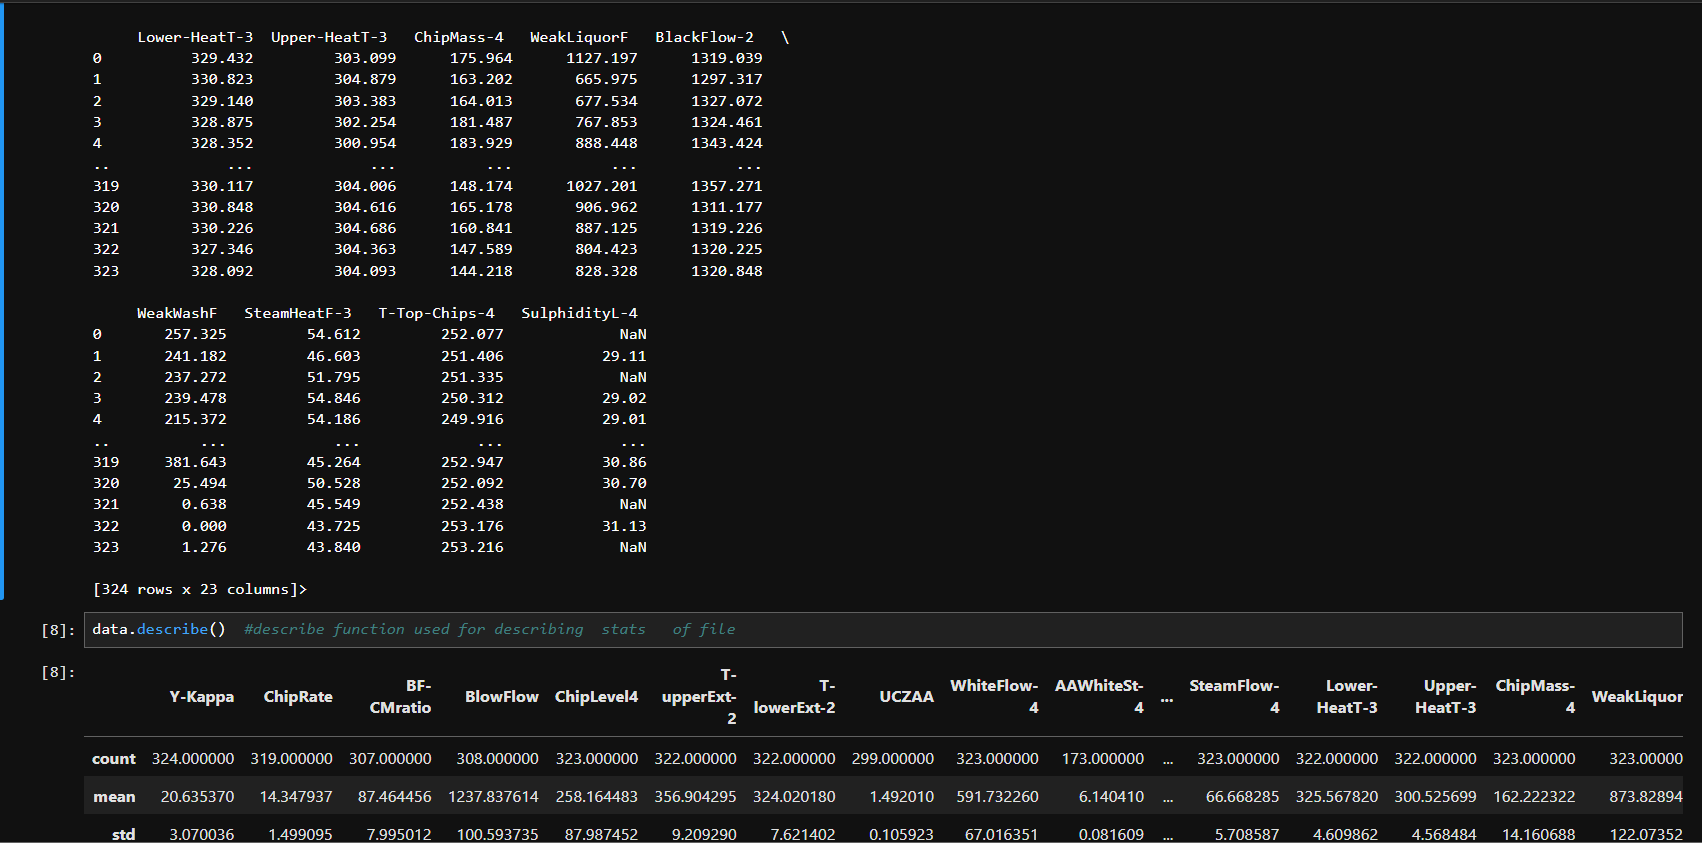 Lower-HeatT-3 Upper-HeatT-3 ChipMass-4 WeakLiquorF BlackFlow-2 \
0 329.432 303.099 175.964 1127.197 1319.039
1 330.823 304.879 163.202 665.975 1297.317
2 329.140 303.383 164.013 677.534 1327.072
3 328.875 302.254 181.487 767.853 1324.461
4 328.352 300.954 183.929 888.448 1343.424
.. ... ... ... ... ...
319 330.117 304.006 148.174 1027.201 1357.271
320 330.848 304.616 165.178 906.962 1311.177
321 330.226 304.686 160.841 887.125 1319.226
322 327.346 304.363 147.589 804.423 1320.225
323 328.092 304.093 144.218 828.328 1320.848
WeakWashF SteamHeatF-3 T-Top-Chips-4 SulphidityL-4
0 257.325 54.612 252.077 NaN
1 241.182 46.603 251.406 29.11
2 237.272 51.795 251.335 NaN
3 239.478 54.846 250.312 29.02
4 215.372 54.186 249.916 29.01
.. ... ... ... ...
319 381.643 45.264 252.947 30.86
320 25.494 50.528 252.092 30.70
321 0.638 45.549 252.438 NaN
322 0.000 43.725 253.176 31.13
323 1.276 43.840 253.216 NaN
[324 rows x 23 columns]>
[8]: data.describe() #describe function used for describing stats of file
[8]:
Y-Kappa ChipRate BF-CMratio BlowFlow ChipLevel4 T-upperExt-2 T-lowerExt-2 UCZAA WhiteFlow-4 AAWhiteSt-4 ... SteamFlow-4 Lower-HeatT-3 Upper-HeatT-3 ChipMass-4 WeakLiquor
count 324.000000 319.000000 307.000000 308.000000 323.000000 322.000000 322.000000 299.000000 323.000000 173.000000 ... 323.000000 322.000000 322.000000 323.000000 323.00000
mean 20.635370 14.347937 87.464456 1237.837614 258.164483 356.904295 324.020180 1.492010 591.732260 6.140410 ... 66.668285 325.567820 300.525699 162.222322 873.82894
std 3.070036 1.499095 7.995012 100.593735 87.987452 9.209290 7.621402 0.105923 67.016351 0.081609 ... 5.708587 4.609862 4.568484 14.160688 122.07352